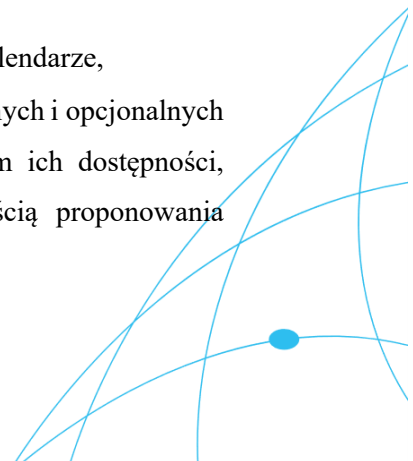 lendarze,
ych i opcjonalnych
m ich dostępności,
ścią proponowania